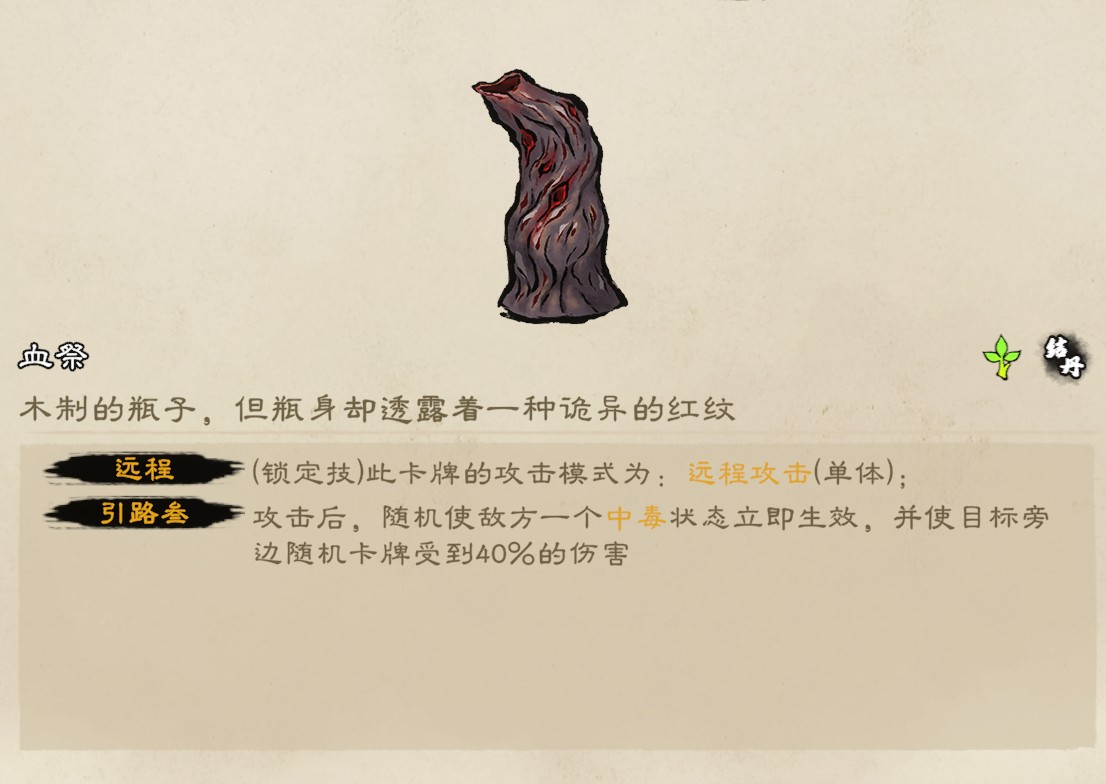 血祭
结丹
木制的瓶子，但瓶身却透露着一种诡异的红纹
远程 (锁定技)此卡牌的攻击模式为：远程攻击(单体)；
引路叁 攻击后，随机使敌方一个中毒状态立即生效，并使目标旁
边随机卡牌受到40%的伤害